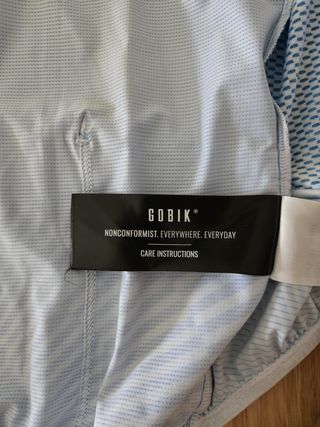 GOBIK®
NONCONFORMIST. EVERYWHERE. EVERYDAY
CARE INSTRUCTIONS